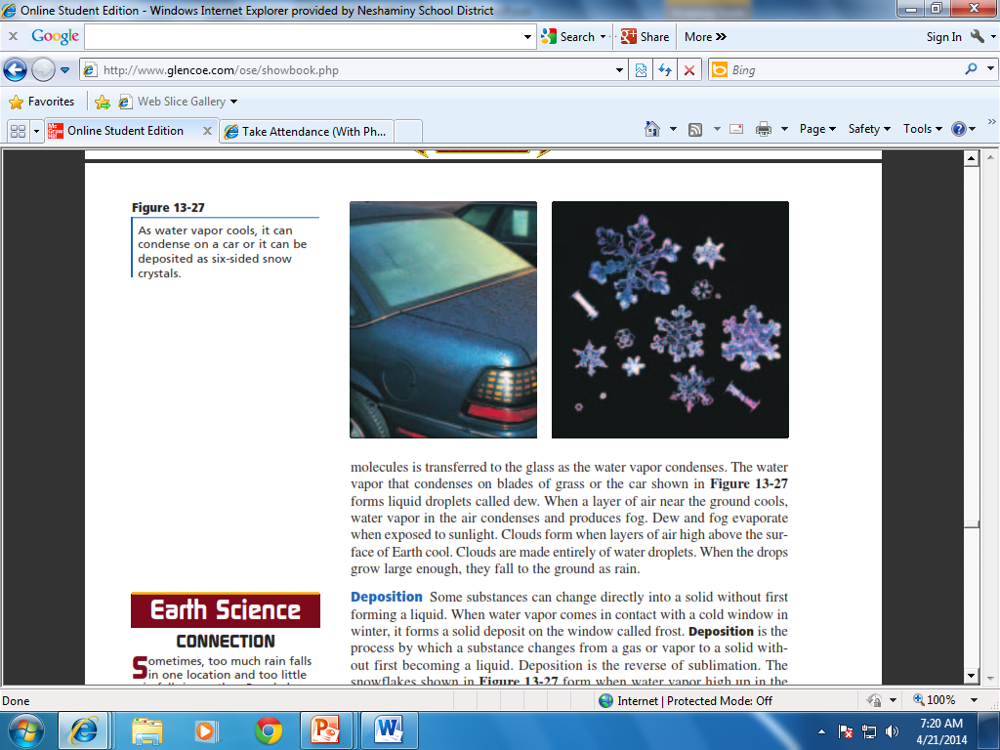 Online Student Edition - Windows Internet Explorer provided by Neshaminy School District
x Google Search Share More » Sign In
http://www.glencoe.com/ose/showbook.php Bing
Favorites Web Slice Gallery
Online Student Edition x Take Attendance (With Ph... Page Safety Tools »
Figure 13-27
As water vapor cools, it can
condense on a car or it can be
deposited as six-sided snow
crystals.
molecules is transferred to the glass as the water vapor condenses. The water
vapor that condenses on blades of grass or the car shown in Figure 13-27
forms liquid droplets called dew. When a layer of air near the ground cools,
water vapor in the air condenses and produces fog. Dew and fog evaporate
when exposed to sunlight. Clouds form when layers of air high above the sur-
face of Earth cool. Clouds are made entirely of water droplets. When the drops
grow large enough, they fall to the ground as rain.
Deposition Some substances can change directly into a solid without first
forming a liquid. When water vapor comes in contact with a cold window in
winter, it forms a solid deposit on the window called frost. Deposition is the
process by which a substance changes from a gas or vapor to a solid with-
out first becoming a liquid. Deposition is the reverse of sublimation. The
snowflakes shown in Figure 13-27 form when water vapor high up in the
Earth Science
CONNECTION
Sometimes, too much rain falls
in one location and too little
Done Internet | Protected Mode: Off 100%
7:20 AM
4/21/2014